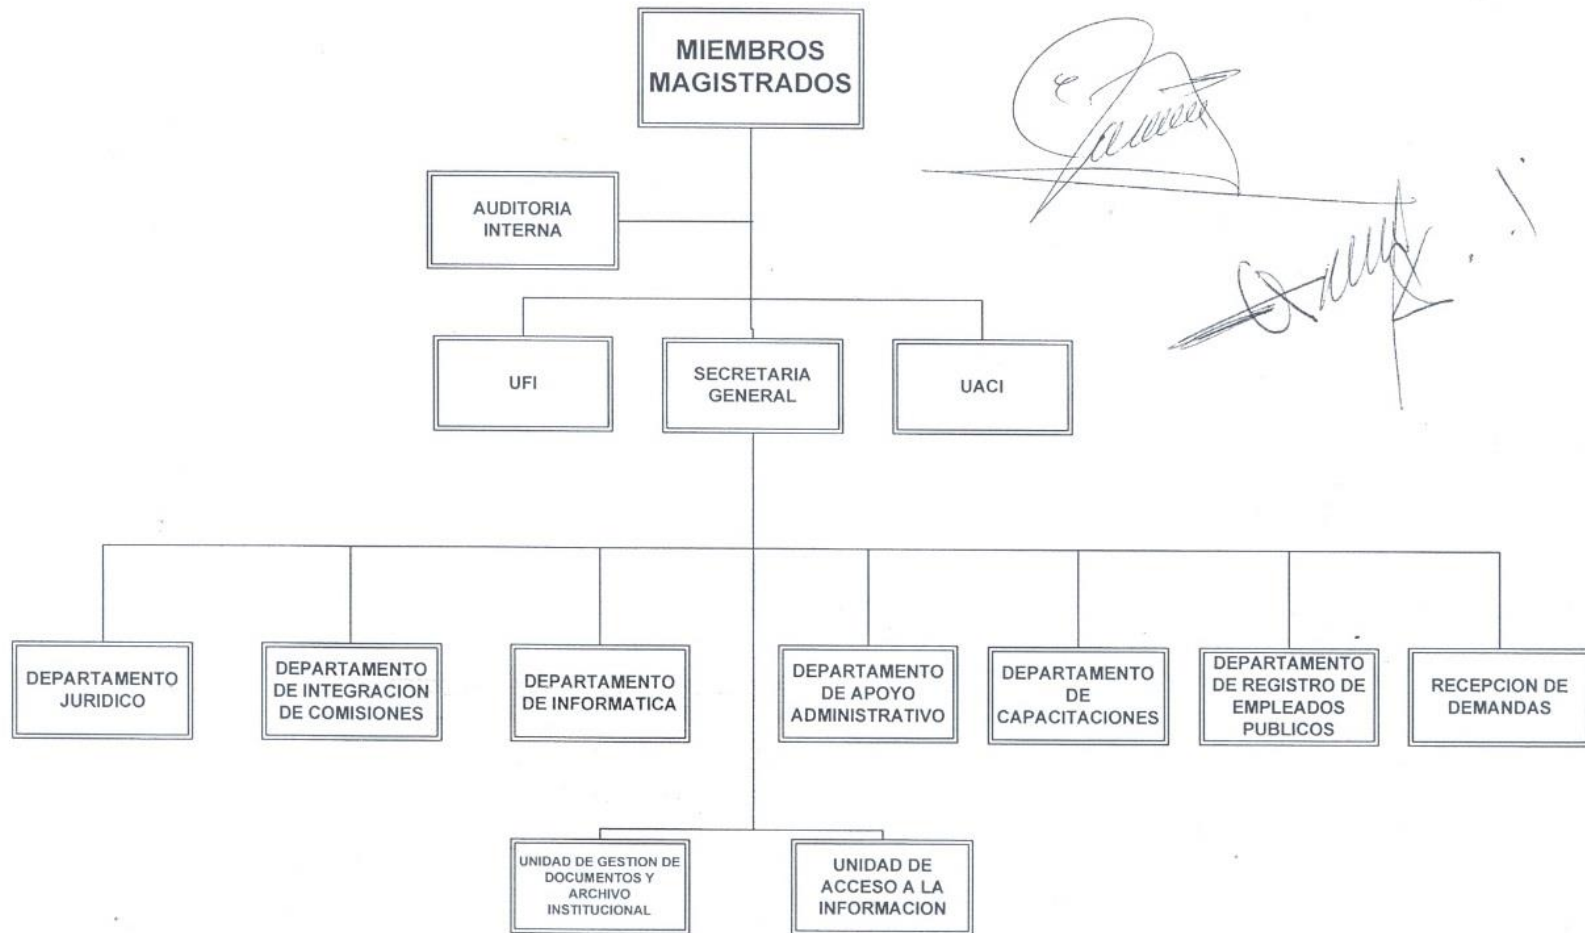 MIEMBROS
MAGISTRADOS
AUDITORIA
INTERNA
UFI
SECRETARIA
GENERAL
UACI
DEPARTAMENTO
JURIDICO
DEPARTAMENTO
DE INTEGRACION
DE COMISIONES
DEPARTAMENTO
DE INFORMATICA
DEPARTAMENTO
DE APOYO
ADMINISTRATIVO
DEPARTAMENTO
DE
CAPACITACIONES
DEPARTAMENTO
DE REGISTRO DE
EMPLEADOS
PUBLICOS
RECEPCION DE
DEMANDAS
UNIDAD DE GESTION DE
DOCUMENTOS Y
ARCHIVO
INSTITUCIONAL
UNIDAD DE
ACCESO A LA
INFORMACION